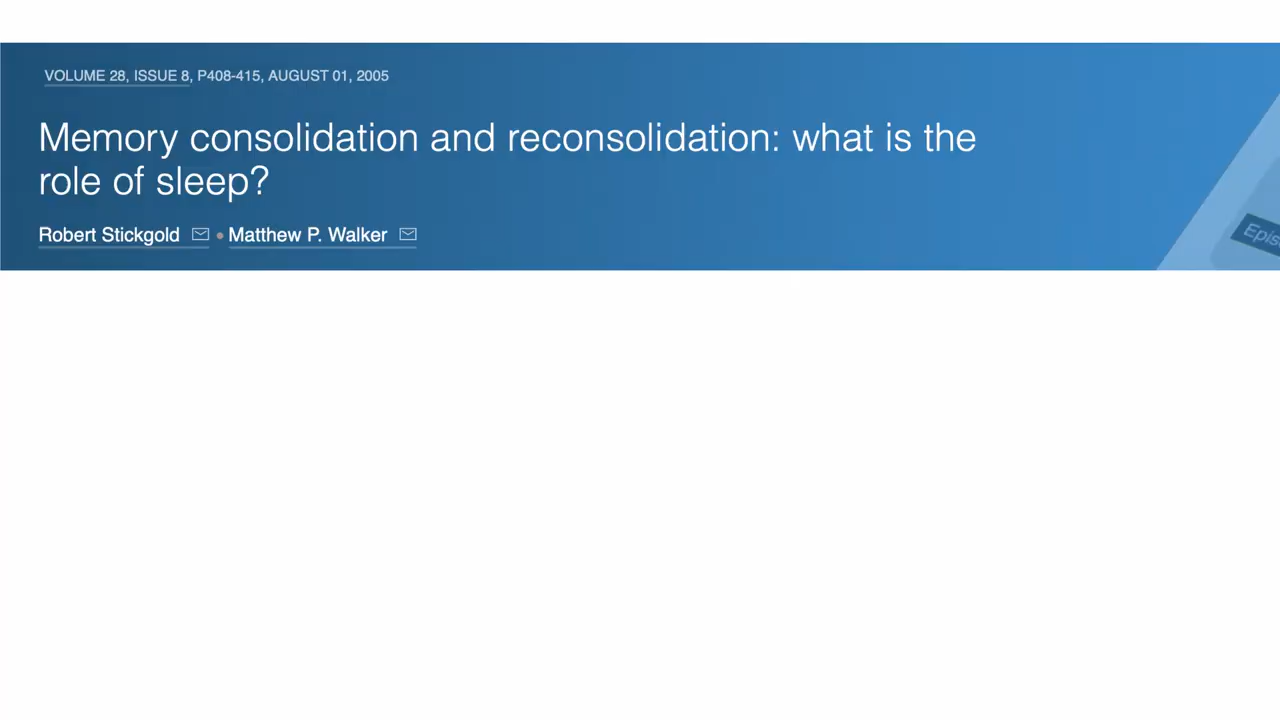 VOLUME 28, ISSUE 8, P408-415, AUGUST 01, 2005
Memory consolidation and reconsolidation: what is the
role of sleep?
Robert Stickgold • Matthew P. Walker